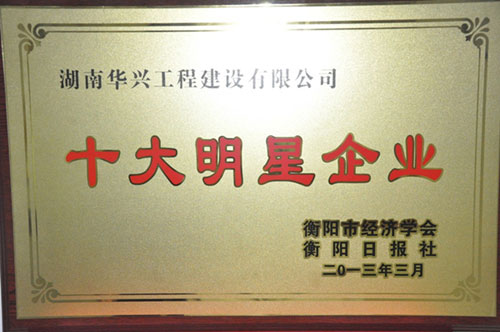 湖南华兴工程建设有限公司
十大明星企业
衡阳市经济学会
衡阳日报社
二0一三年三月